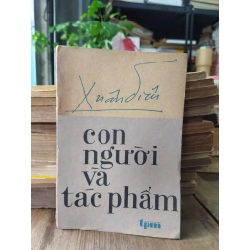 Xuân Diệu
con
người
và
tác phẩm